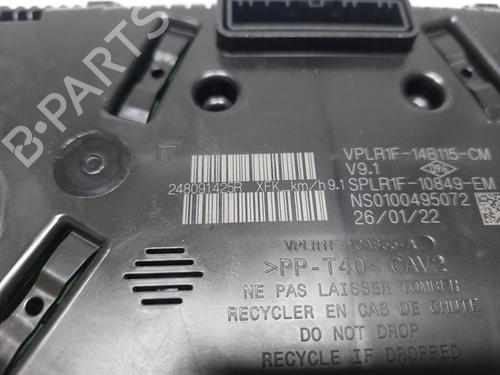 B-PARTS
VPLR1F-14B115-CM
V9.1
248091425R XFK km/h 9.1
SPLR1F-10849-EM
NS0100495072
26/01/22
>PP-T40< CAV2
NE PAS LAISSER TOMBER
RECYCLER EN CAS DE CHUTE
DO NOT DROP
RECYCLE IF DROPPED